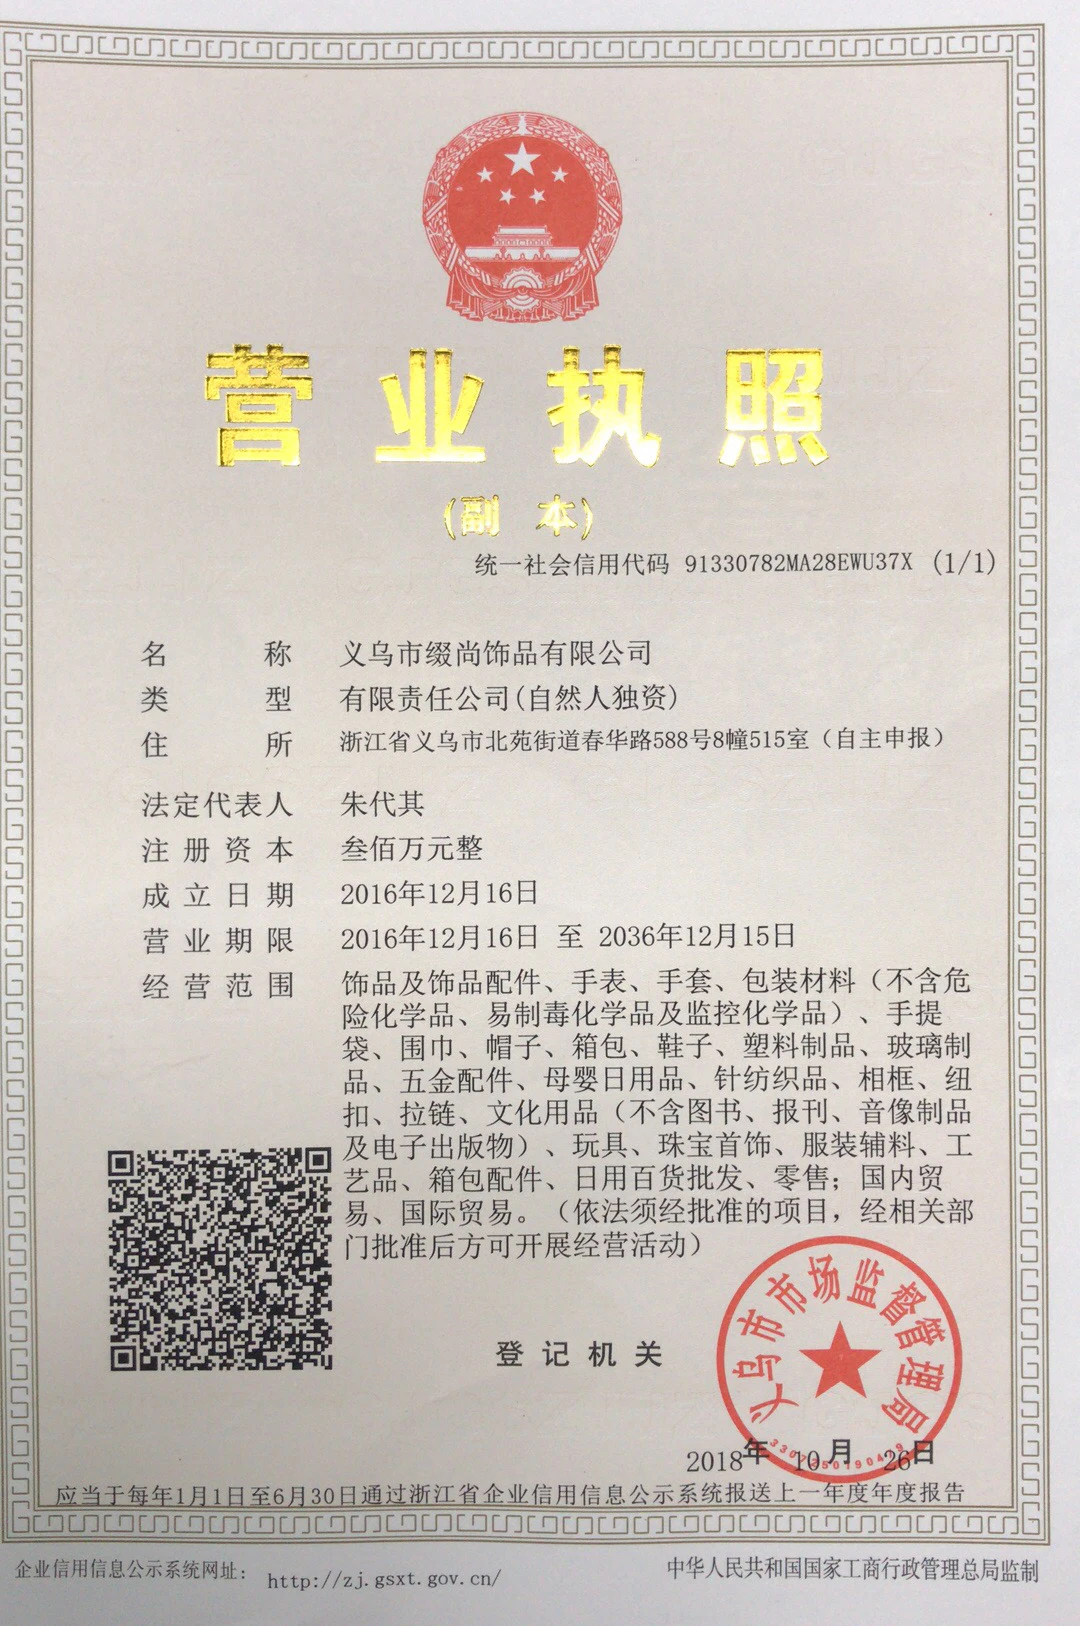 营业执照
(副本)
统一社会信用代码 91330782MA28EWU37X (1/1)
名称 义乌市缀尚饰品有限公司
类型 有限责任公司(自然人独资)
住所 浙江省义乌市北苑街道春华路588号8幢515室（自主申报）
法定代表人 朱代其
注册资本 叁佰万元整
成立日期 2016年12月16日
营业期限 2016年12月16日 至 2036年12月15日
经营范围 饰品及饰品配件、手表、手套、包装材料（不含危
险化学品、易制毒化学品及监控化学品）、手提
袋、围巾、帽子、箱包、鞋子、塑料制品、玻璃制
品、五金配件、母婴日用品、针纺织品、相框、纽
扣、拉链、文化用品（不含图书、报刊、音像制品
及电子出版物）、玩具、珠宝首饰、服装辅料、工
艺品、箱包配件、日用百货批发、零售；国内贸
易、国际贸易。（依法须经批准的项目，经相关部
门批准后方可开展经营活动）
登记机关
义乌市市场监督管理局
2018年 10月 26日
应当于每年1月1日至6月30日通过浙江省企业信用信息公示系统报送上一年度年度报告
企业信用信息公示系统网址： http://zj.gsxt.gov.cn/
中华人民共和国国家工商行政管理总局监制